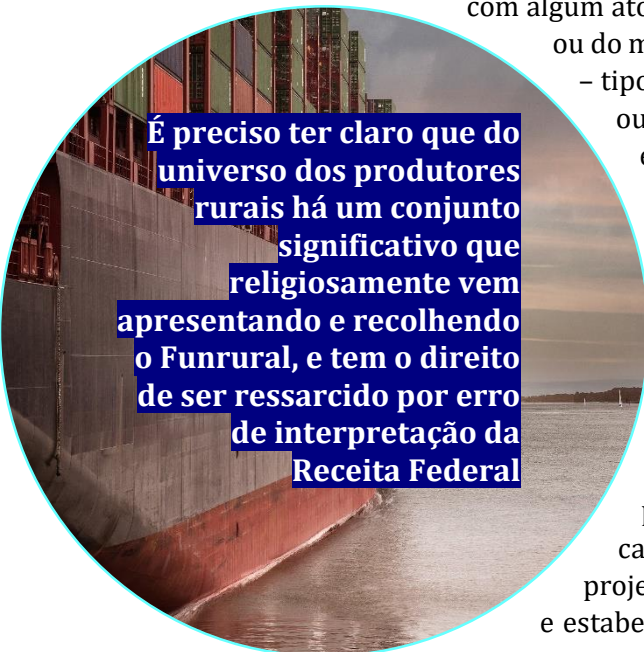 com algum ato
ou do m
– tipo
ou
e
É preciso ter claro que do
universo dos produtores
rurais há um conjunto
significativo que
religiosamente vem
apresentando e recolhendo
o Funrural, e tem o direito
de ser ressarcido por erro
de interpretação da
Receita Federal
ca
proje
e estabe